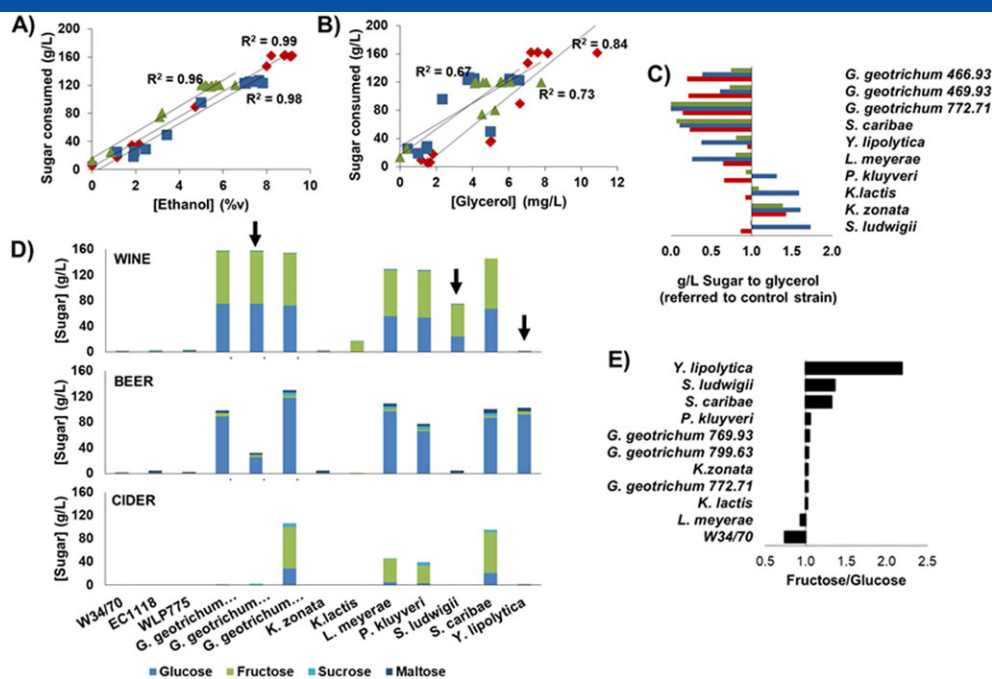 A)
Sugar consumed (g/L)
200
160
120
80
40
0
R² = 0.99
R² = 0.96
R² = 0.98
0 2 4 6 8 10
[Ethanol] (%v)
B)
Sugar consumed (g/L)
200
160
120
80
40
0
R² = 0.84
R² = 0.67
R² = 0.73
0 2 4 6 8 10 12
[Glycerol] (mg/L)
C)
G. geotrichum 466.93
G. geotrichum 469.93
G. geotrichum 772.71
S. caribae
Y. lipolytica
L. meyerae
P. kluyveri
K.lactis
K. zonata
S. ludwigii
0.0 0.5 1.0 1.5 2.0
g/L Sugar to glycerol
(referred to control strain)
D)
[Sugar] (g/L)
160
120
80
40
0
WINE
[Sugar] (g/L)
160
120
80
40
0
BEER
[Sugar] (g/L)
160
120
80
40
0
CIDER
W34/70
EC1118
WLP775
G. geotrichum...
G. geotrichum...
G. geotrichum...
K. zonata
K.lactis
L. meyerae
P. kluyveri
S. ludwigii
S. caribae
Y. lipolytica
Glucose Fructose Sucrose Maltose
E)
Y. lipolytica
S. ludwigii
S. caribae
P. kluyveri
G. geotrichum 769.93
G. geotrichum 799.63
K.zonata
G. geotrichum 772.71
K. lactis
L. meyerae
W34/70
0.5 1.0 1.5 2.0 2.5
Fructose/Glucose